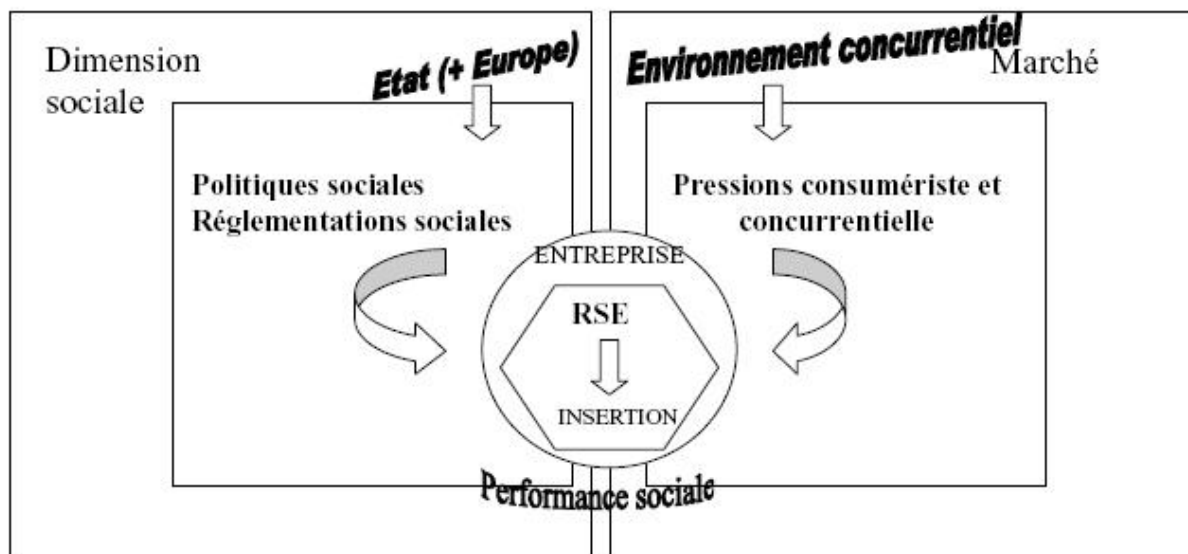 Dimension
sociale
Etat (+ Europe)
Politiques sociales
Réglementations sociales
Environnement concurrentiel
Marché
Pressions consumériste et
concurrentielle
ENTREPRISE
RSE
INSERTION
Performance sociale